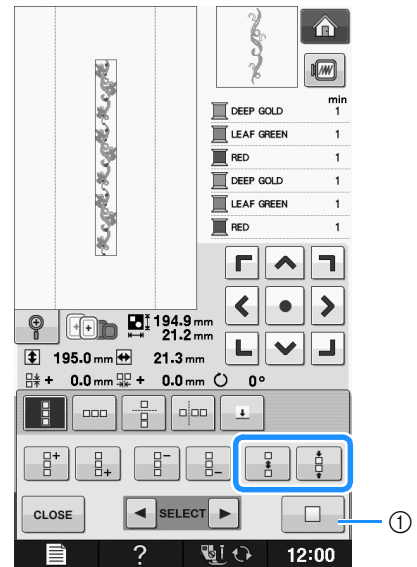 min
DEEP GOLD 1
LEAF GREEN 1
RED 1
DEEP GOLD 1
LEAF GREEN 1
RED 1
194.9 mm
21.2 mm
195.0 mm 21.3 mm
+ 0.0 mm + 0.0 mm 0°
CLOSE SELECT ①
? 12:00